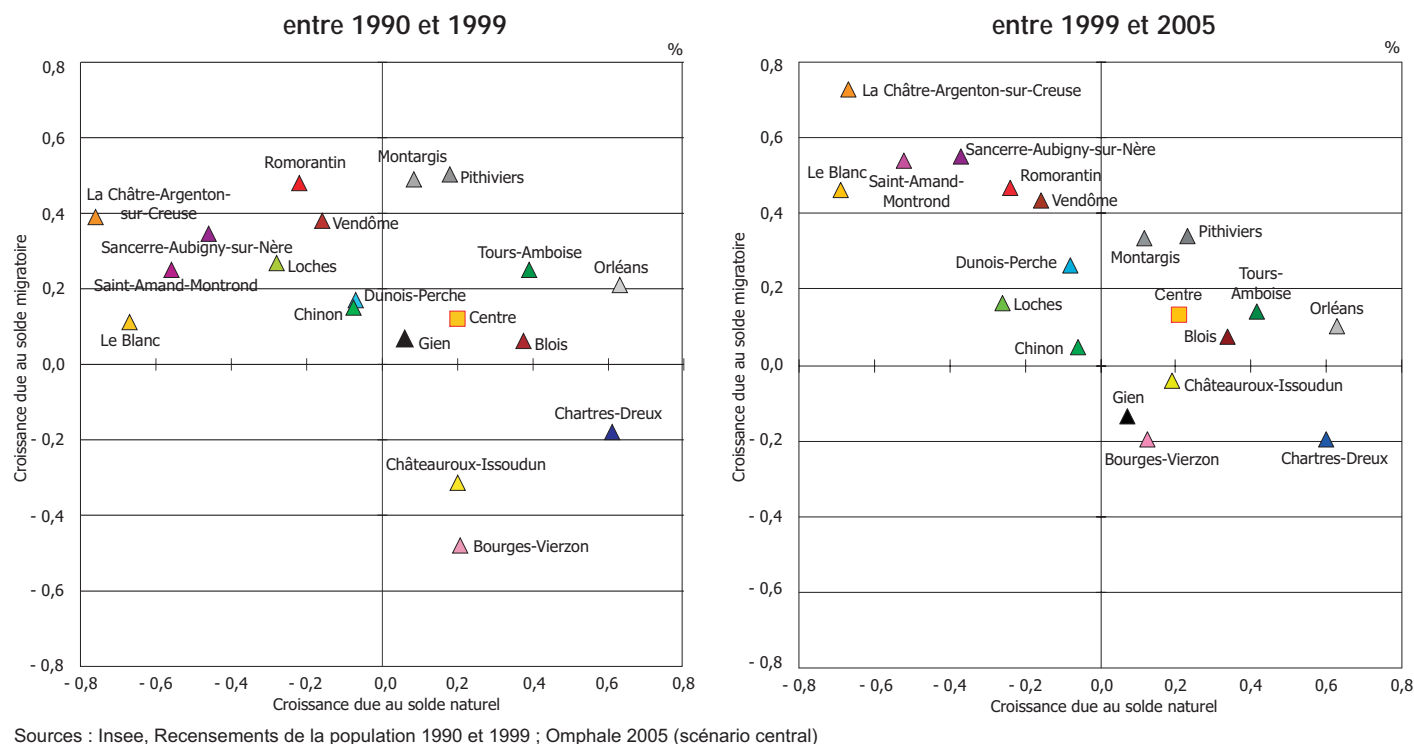 entre 1990 et 1999
%
0,8
0,6
0,4
0,2
0,0
- 0,2
- 0,4
- 0,6
- 0,8
Croissance due au solde migratoire
Romorantin
Montargis
Pithiviers
La Châtre-Argenton-
sur-Creuse
Vendôme
Sancerre-Aubigny-sur-Nère
Loches
Tours-Amboise
Orléans
Saint-Amand-Montrond
Dunois-Perche
Chinon
Centre
Le Blanc
Gien
Blois
Chartres-Dreux
Châteauroux-Issoudun
Bourges-Vierzon
- 0,8 - 0,6 - 0,4 - 0,2 0,0 0,2 0,4 0,6 0,8
Croissance due au solde naturel
entre 1999 et 2005
%
0,8
0,6
0,4
0,2
0,0
- 0,2
- 0,4
- 0,6
- 0,8
Croissance due au solde migratoire
La Châtre-Argenton-sur-Creuse
Sancerre-Aubigny-sur-Nère
Le Blanc
Saint-Amand-
Montrond
Romorantin
Vendôme
Pithiviers
Montargis
Dunois-Perche
Tours-
Amboise
Centre
Loches
Orléans
Blois
Chinon
Châteauroux-Issoudun
Gien
Bourges-Vierzon
Chartres-Dreux
- 0,8 - 0,6 - 0,4 - 0,2 0,0 0,2 0,4 0,6 0,8
Croissance due au solde naturel
Sources : Insee, Recensements de la population 1990 et 1999 ; Omphale 2005 (scénario central)